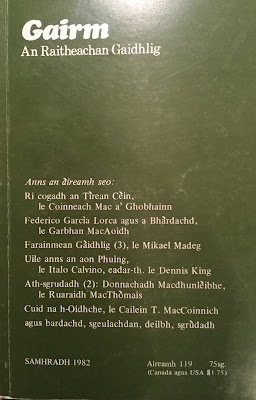 Gairm
An Raitheachan Gaidhlig
Anns an àireamh seo:
Ri cogadh an Tìrean Cèin,
le Coinneach Mac a' Ghobhainn
Federico Garcia Lorca agus a Bhàrdachd,
le Garbhan MacAoidh
Farainmean Gàidhlig (3), le Mikael Madeg
Uile anns an aon Phuing,
le Italo Calvino, eadar-th. le Dennis King
Ath-sgrudadh (2): Donnachadh Macdhunlèibhe,
le Ruaraidh MacThòmais
Cuid na h-Oidhche, le Cailein T. MacCoinnich
agus bardachd, sgeulachdan, deilbh, sgrùdadh
SAMHRADH 1982
Aireamh 119 75sg.
(Canada agus USA $1.75)